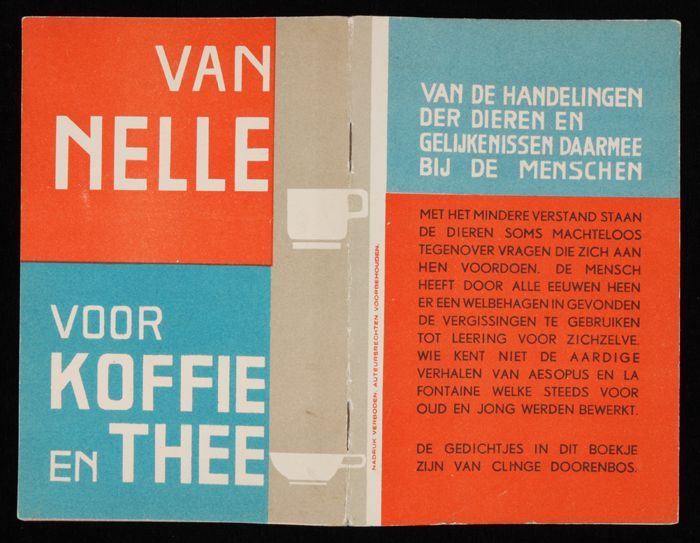 VAN
NELLE
VOOR
KOFFIE
EN THEE
NADRUK VERBODEN. AUTEURSRECHTEN VOORBEHOUDEN.
VAN DE HANDELINGEN
DER DIEREN EN
GELIJKENISSEN DAARMEE
BIJ DE MENSCHEN
MET HET MINDERE VERSTAND STAAN
DE DIEREN SOMS MACHTELOOS
TEGENOVER VRAGEN DIE ZICH AAN
HEN VOORDOEN. DE MENSCH
HEEFT DOOR ALLE EEUWEN HEEN
ER EEN WELBEHAGEN IN GEVONDEN
DE VERGISSINGEN TE GEBRUIKEN
TOT LEERING VOOR ZICHZELVE.
WIE KENT NIET DE AARDIGE
VERHALEN VAN AESOPUS EN LA
FONTAINE WELKE STEEDS VOOR
OUD EN JONG WERDEN BEWERKT.
DE GEDICHTJES IN DIT BOEKJE
ZIJN VAN CLINGE DOORENBOS.